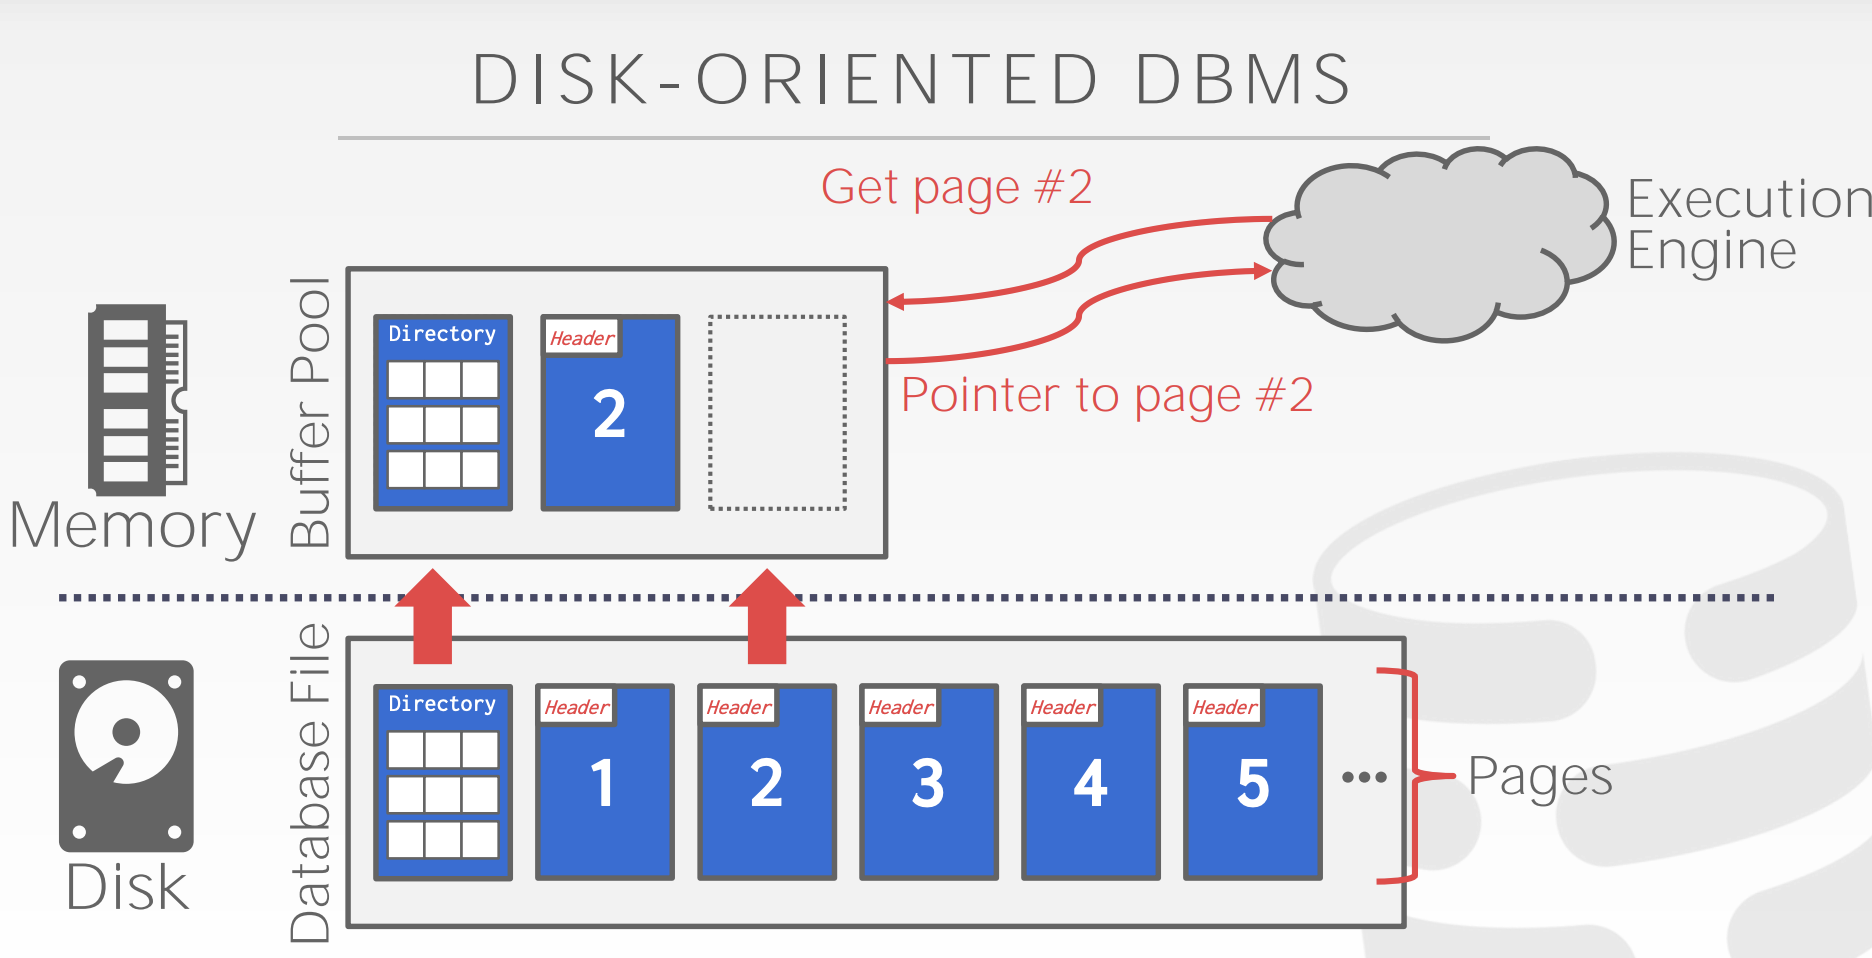 DISK-ORIENTED DBMS
Get page #2
Execution
Engine
Buffer Pool
Directory
Header
2
Pointer to page #2
Memory
Database File
Directory
Header
1
Header
2
Header
3
Header
4
Header
5
...
Pages
Disk